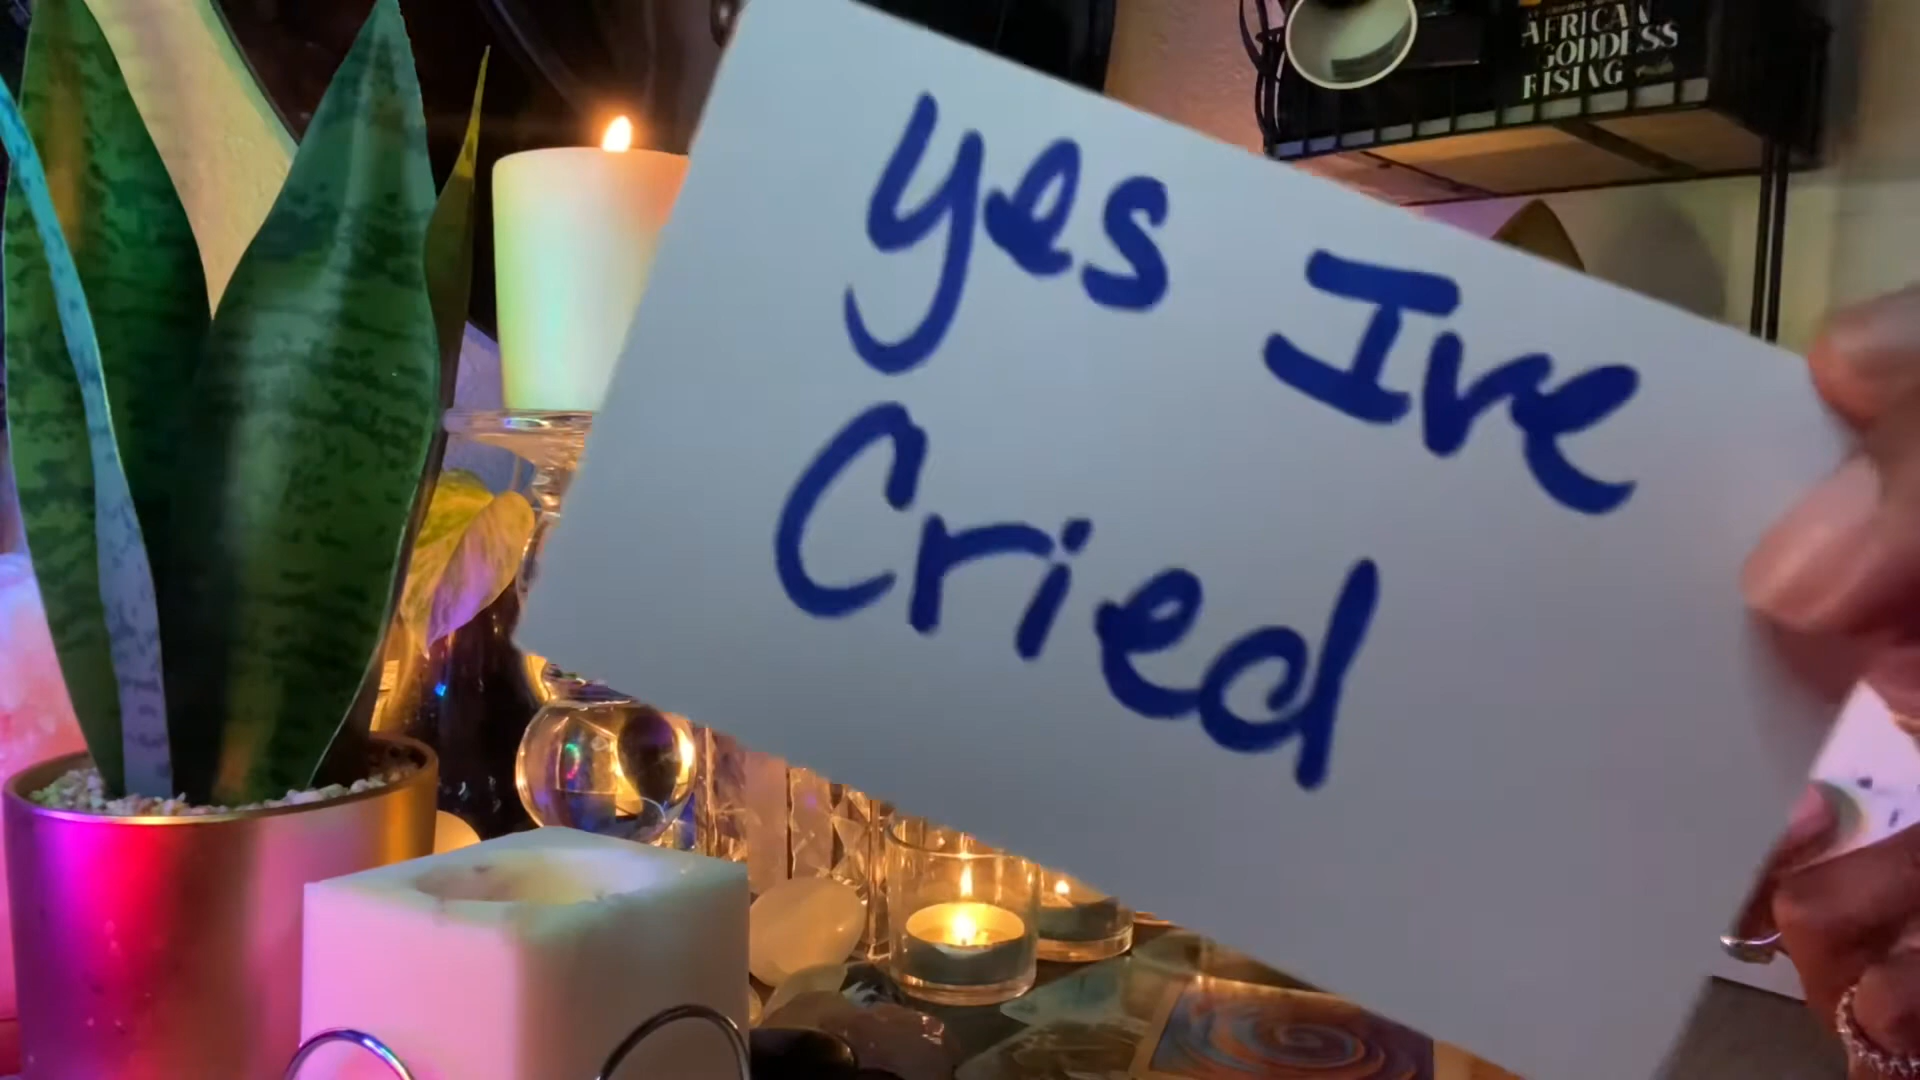 yes Ive
Cried
AFRICAN
GODDESS
RISING